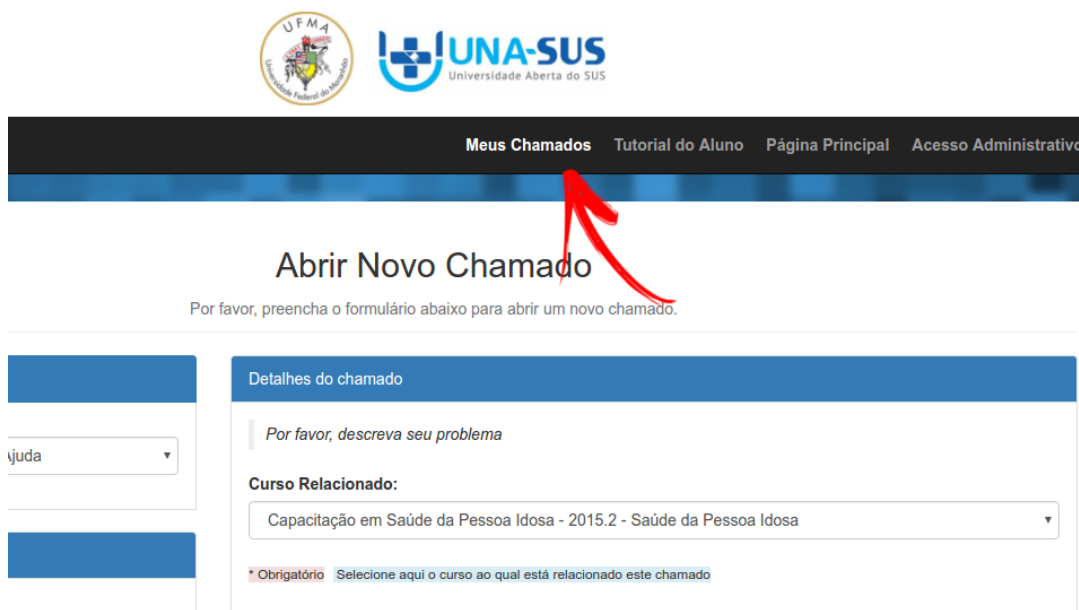 UFMA
Universidade Federal do Maranhão
UNA-SUS
Universidade Aberta do SUS
Meus Chamados Tutorial do Aluno Página Principal Acesso Administrativo
Abrir Novo Chamado
Por favor, preencha o formulário abaixo para abrir um novo chamado.
Detalhes do chamado
Por favor, descreva seu problema
Ajuda
Curso Relacionado:
Capacitação em Saúde da Pessoa Idosa - 2015.2 - Saúde da Pessoa Idosa
* Obrigatório Selecione aqui o curso ao qual está relacionado este chamado